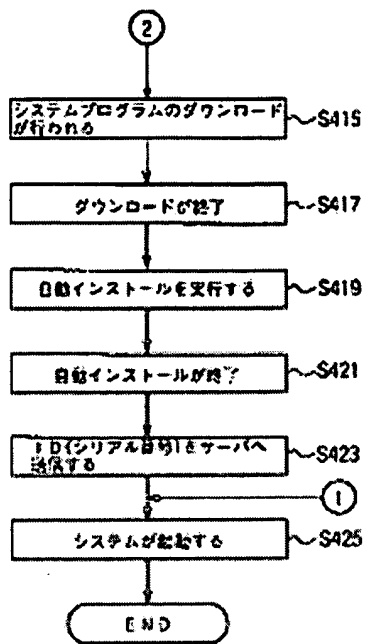 2
システムプログラムのダウンロード
が行われる
S415
ダウンロードが終了
S417
自動インストールを実行する
S419
自動インストールが終了
S421
ID(シリアル番号)をサーバへ
送信する
S423
1
システムが起動する
S425
END